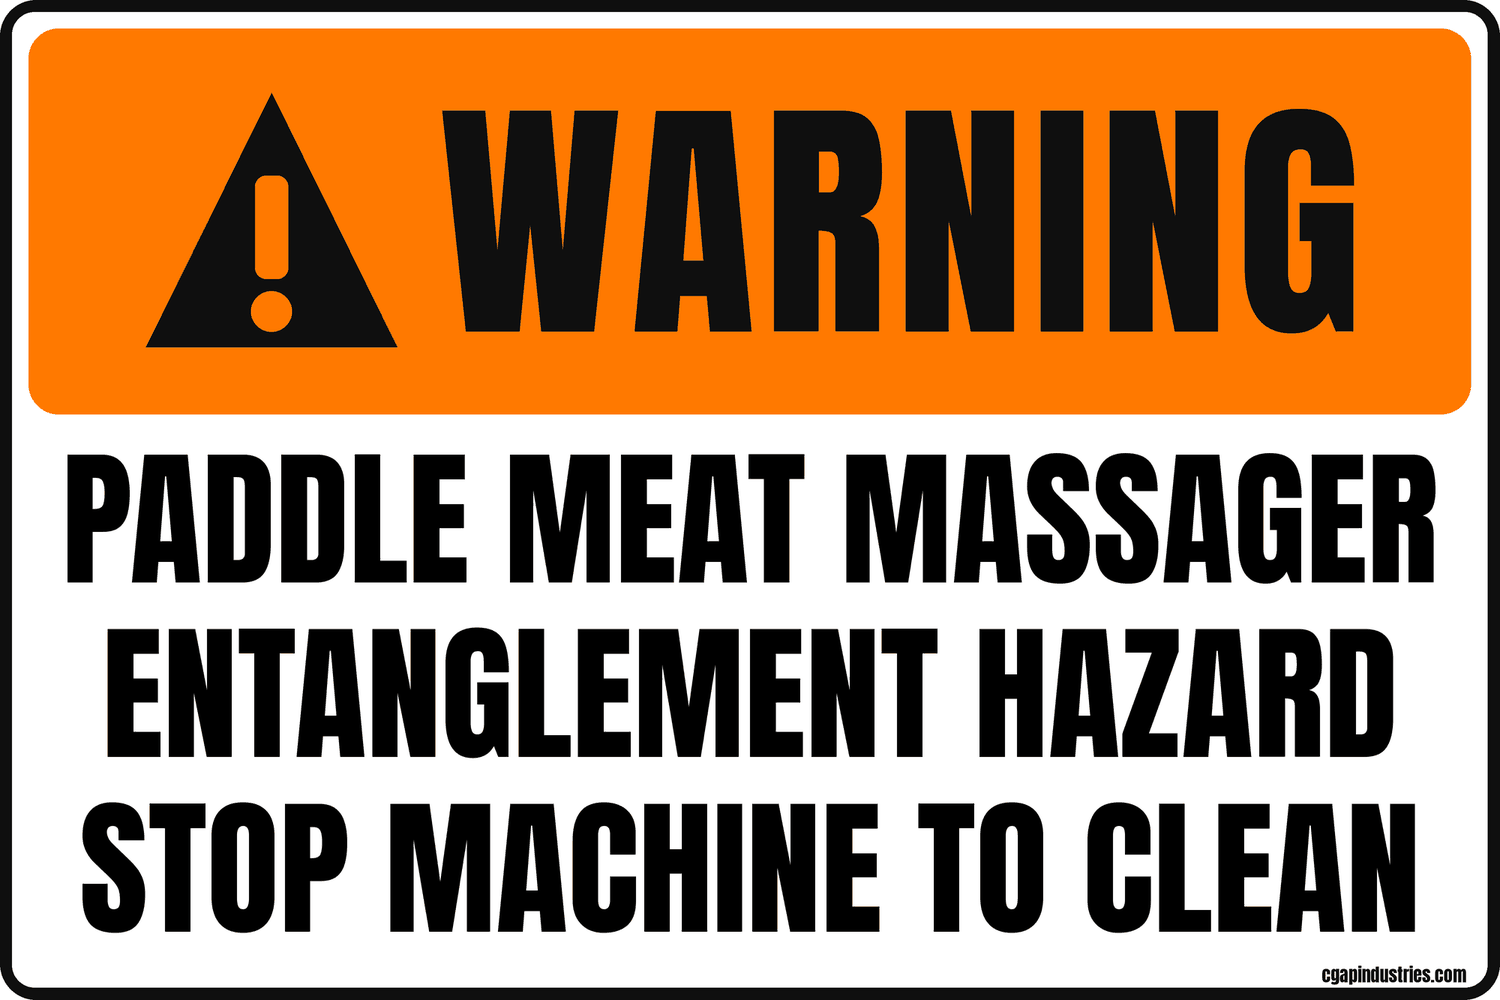 WARNING
PADDLE MEAT MASSAGER
ENTANGLEMENT HAZARD
STOP MACHINE TO CLEAN
cgapindustries.com